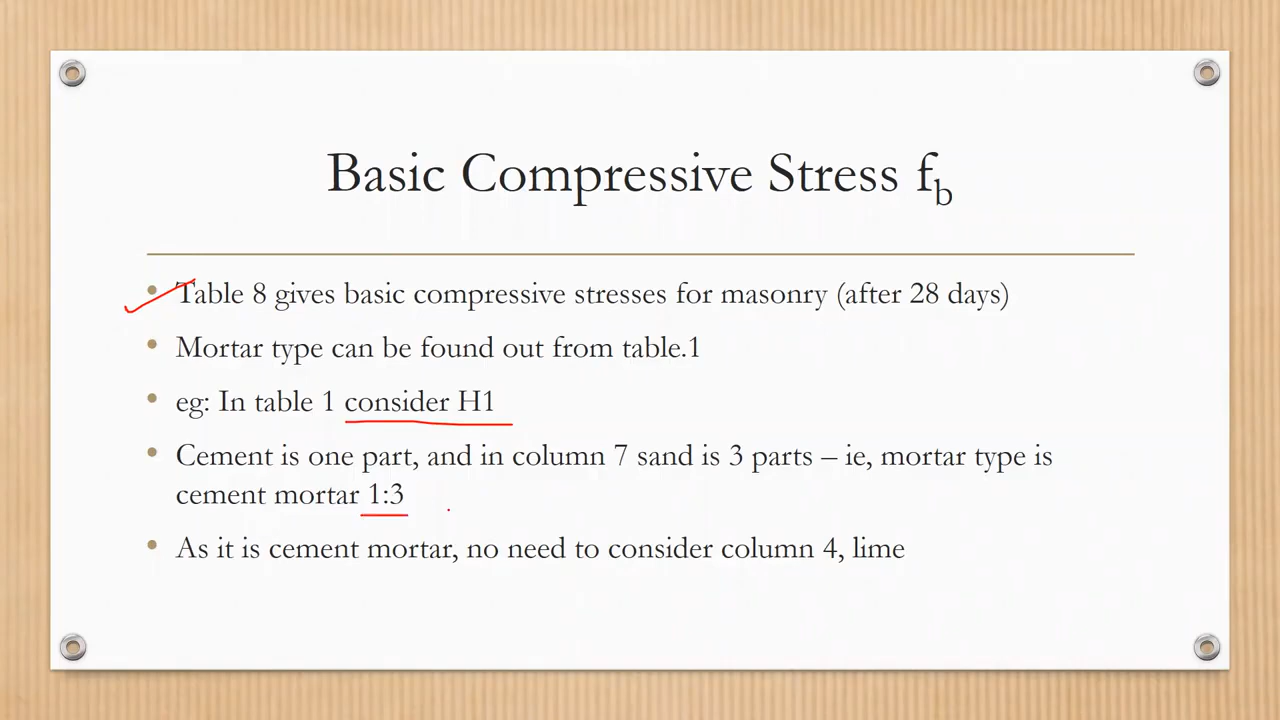 Basic Compressive Stress fb
• Table 8 gives basic compressive stresses for masonry (after 28 days)
• Mortar type can be found out from table.1
• eg: In table 1 consider H1
• Cement is one part, and in column 7 sand is 3 parts – ie, mortar type is
cement mortar 1:3
• As it is cement mortar, no need to consider column 4, lime